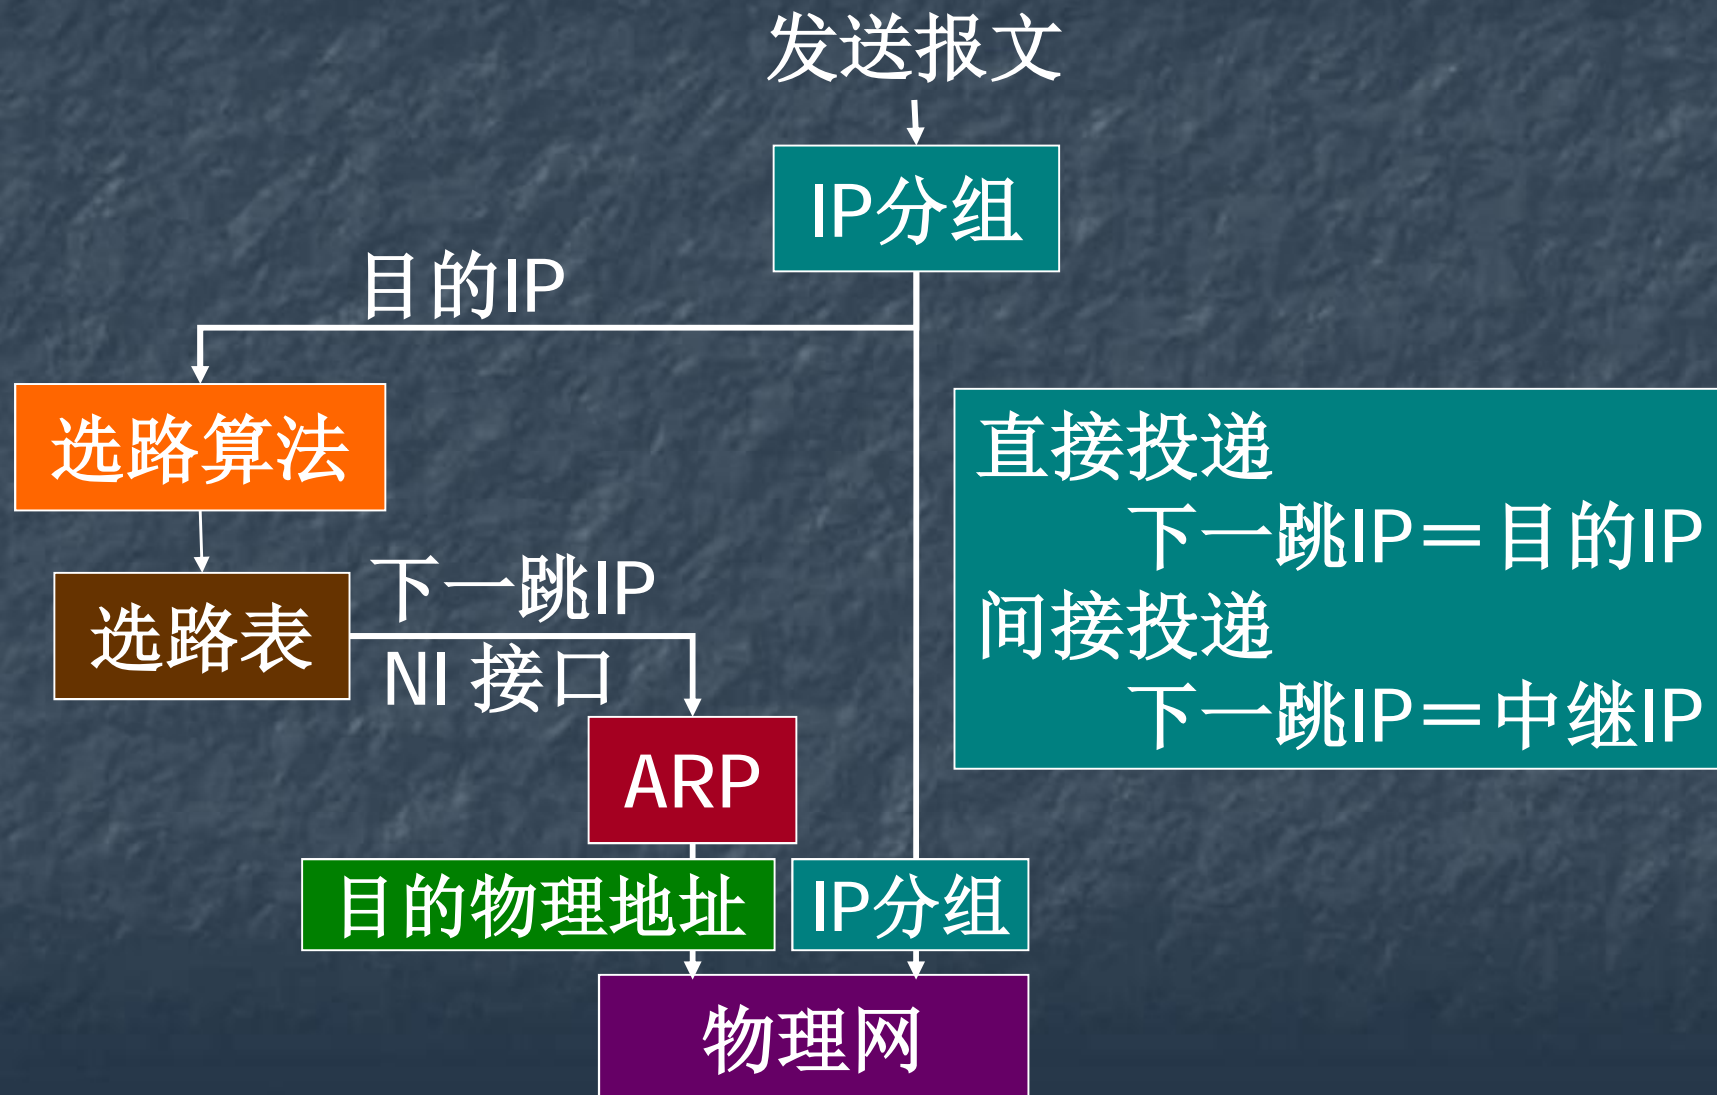 发送报文
IP分组
目的IP
选路算法
直接投递
下一跳IP＝目的IP
间接投递
下一跳IP＝中继IP
选路表
下一跳IP
NI 接口
ARP
目的物理地址
IP分组
物理网